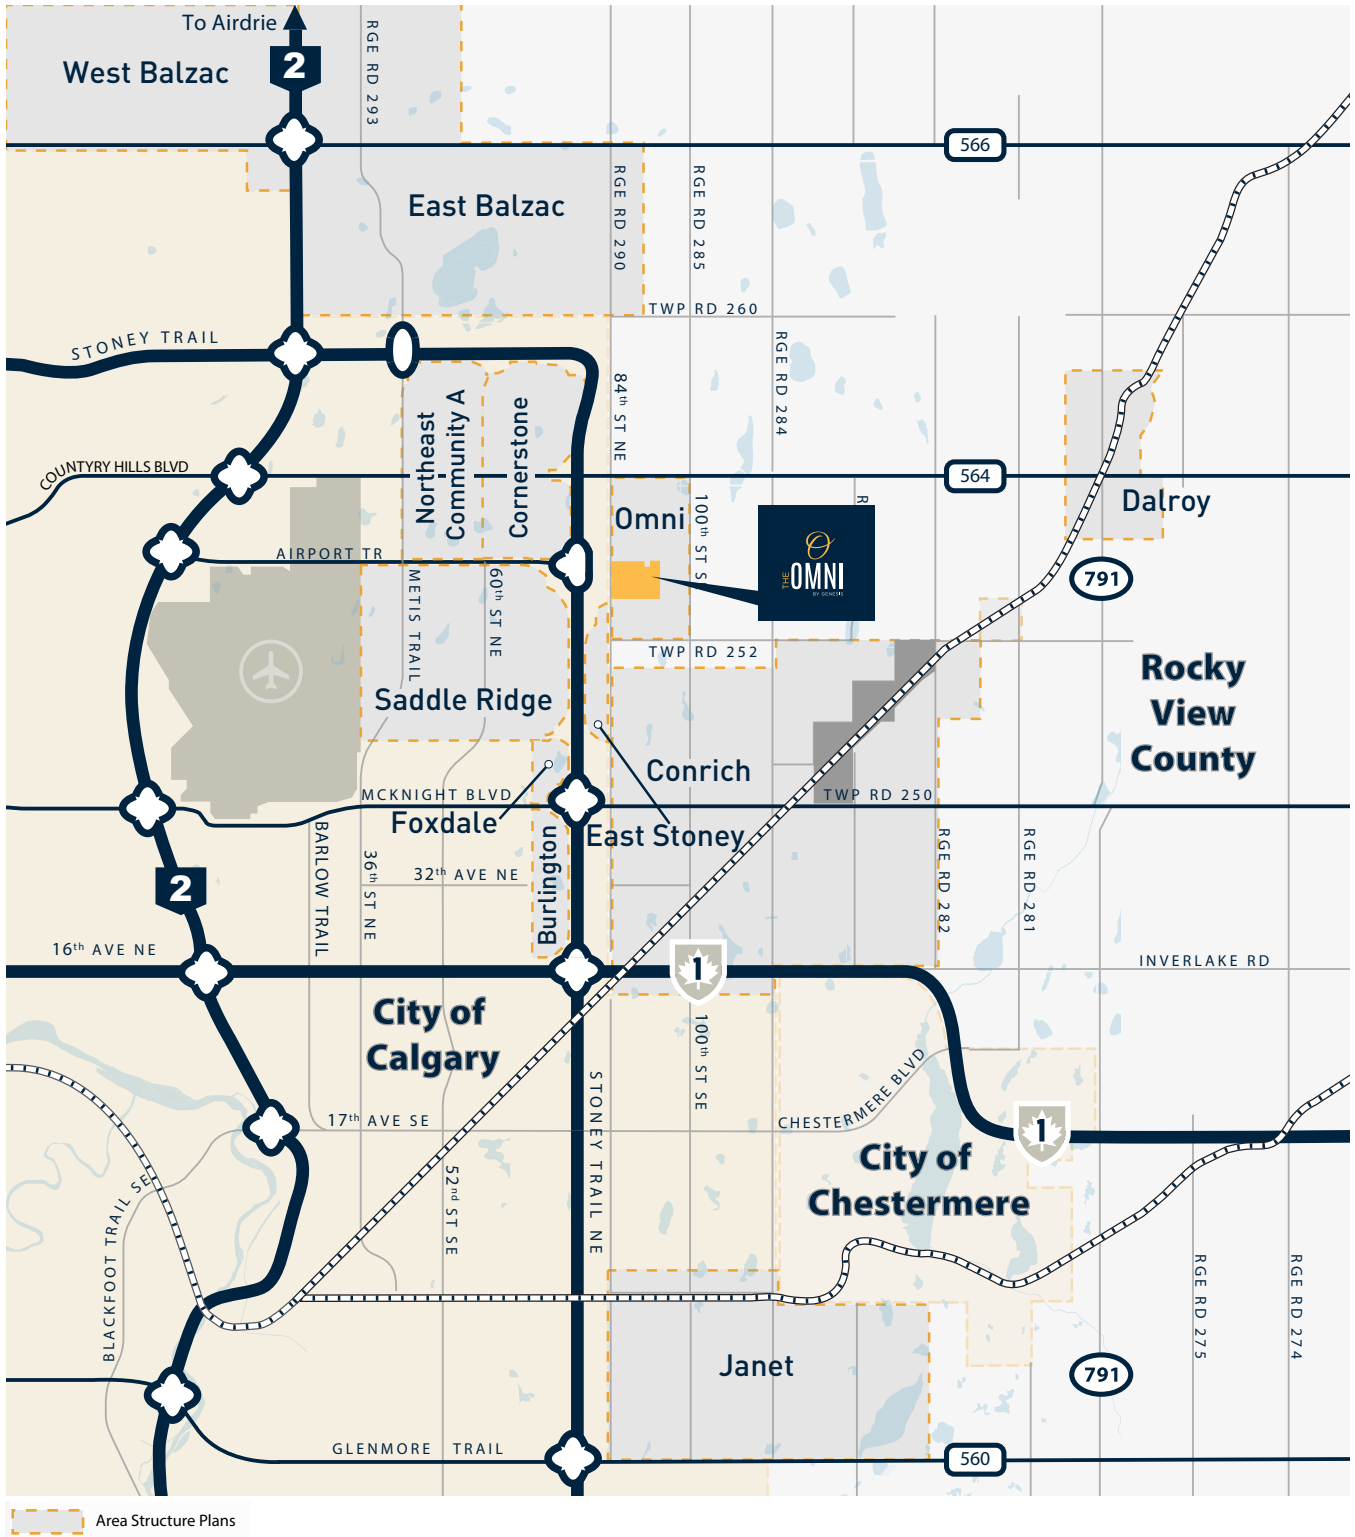 To Airdrie
2
West Balzac
RGE RD 293
566
East Balzac
RGE RD 290
RGE RD 285
TWP RD 260
STONEY TRAIL
RGE RD 284
84th ST NE
Northeast
Community A
Cornerstone
COUNTYRY HILLS BLVD
564
Dalroy
Omni
100th ST S
R
THE
OMNI
BY GENESIS
AIRPORT TR
METIS TRAIL
60th ST NE
791
TWP RD 252
Rocky
View
County
Saddle Ridge
Conrich
MCKNIGHT BLVD
TWP RD 250
Foxdale
East Stoney
Burlington
BARLOW TRAIL
36th ST NE
32th AVE NE
RGE RD 282
RGE RD 281
2
16th AVE NE
1
INVERLAKE RD
City of
Calgary
100th ST SE
STONEY TRAIL NE
CHESTERMERE BLVD
17th AVE SE
1
City of
Chestermere
52nd ST SE
BLACKFOOT TRAIL SE
RGE RD 275
RGE RD 274
Janet
791
GLENMORE TRAIL
560
Area Structure Plans